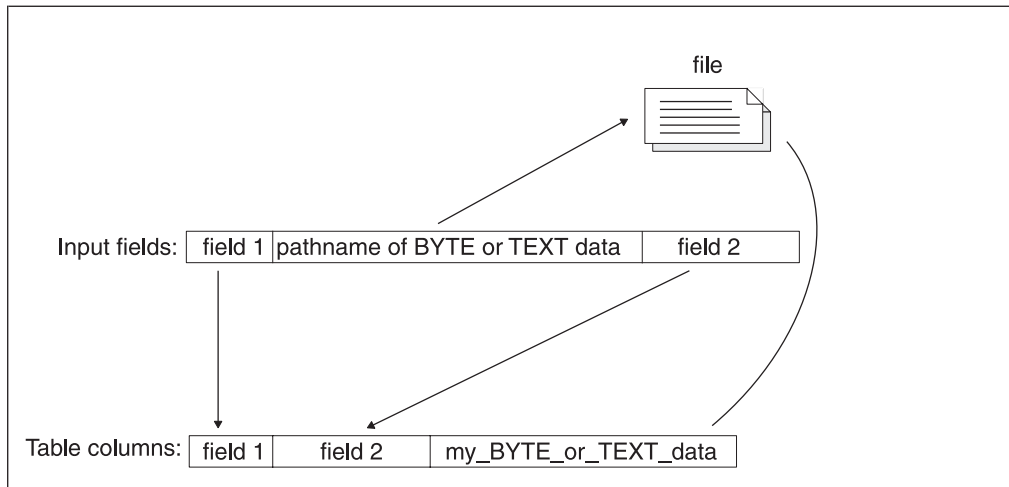 file
Input fields: field 1 pathname of BYTE or TEXT data field 2
Table columns: field 1 field 2 my_BYTE_or_TEXT_data